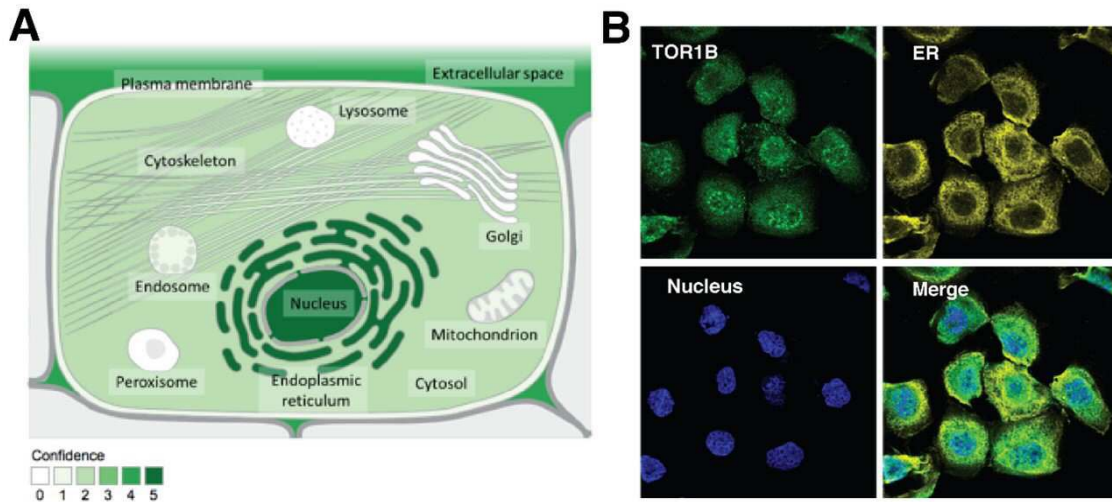 A
Plasma membrane
Extracellular space
Lysosome
Cytoskeleton
Golgi
Endosome
Nucleus
Mitochondrion
Peroxisome
Endoplasmic
reticulum
Cytosol
Confidence
0 1 2 3 4 5
B
TOR1B
ER
Nucleus
Merge